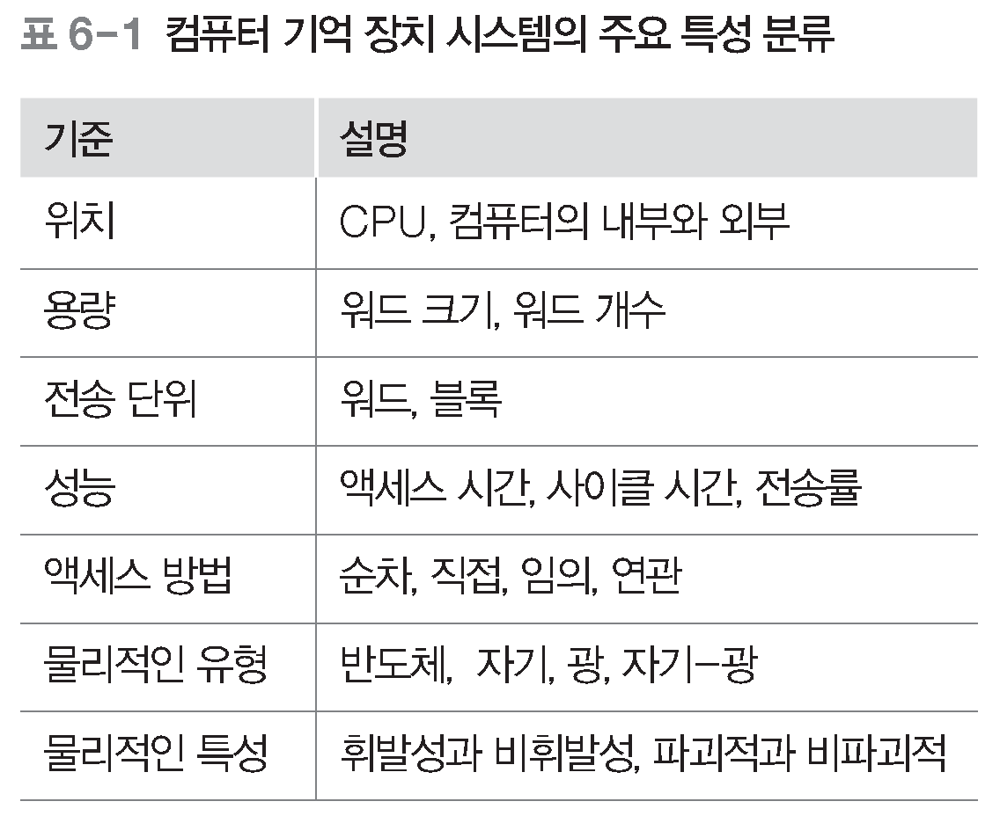 표 6-1 컴퓨터 기억 장치 시스템의 주요 특성 분류
기준 설명
위치 CPU, 컴퓨터의 내부와 외부
용량 워드 크기, 워드 개수
전송 단위 워드, 블록
성능 액세스 시간, 사이클 시간, 전송률
액세스 방법 순차, 직접, 임의, 연관
물리적인 유형 반도체, 자기, 광, 자기-광
물리적인 특성 휘발성과 비휘발성, 파괴적과 비파괴적